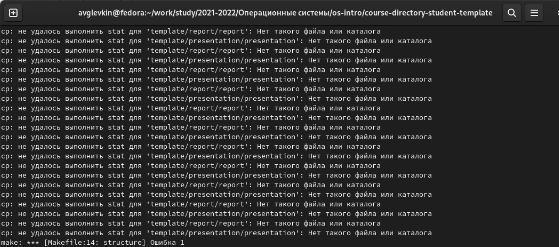 avglevkin@fedora:~/work/study/2021-2022/Операционные системы/os-intro/course-directory-student-template
cp: не удалось выполнить stat для 'template/report/report': Нет такого файла или каталога
cp: не удалось выполнить stat для 'template/presentation/presentation': Нет такого файла или каталога
cp: не удалось выполнить stat для 'template/report/report': Нет такого файла или каталога
cp: не удалось выполнить stat для 'template/presentation/presentation': Нет такого файла или каталога
cp: не удалось выполнить stat для 'template/report/report': Нет такого файла или каталога
cp: не удалось выполнить stat для 'template/presentation/presentation': Нет такого файла или каталога
cp: не удалось выполнить stat для 'template/report/report': Нет такого файла или каталога
cp: не удалось выполнить stat для 'template/presentation/presentation': Нет такого файла или каталога
cp: не удалось выполнить stat для 'template/report/report': Нет такого файла или каталога
cp: не удалось выполнить stat для 'template/presentation/presentation': Нет такого файла или каталога
cp: не удалось выполнить stat для 'template/report/report': Нет такого файла или каталога
cp: не удалось выполнить stat для 'template/presentation/presentation': Нет такого файла или каталога
cp: не удалось выполнить stat для 'template/report/report': Нет такого файла или каталога
cp: не удалось выполнить stat для 'template/presentation/presentation': Нет такого файла или каталога
cp: не удалось выполнить stat для 'template/report/report': Нет такого файла или каталога
cp: не удалось выполнить stat для 'template/presentation/presentation': Нет такого файла или каталога
cp: не удалось выполнить stat для 'template/report/report': Нет такого файла или каталога
cp: не удалось выполнить stat для 'template/presentation/presentation': Нет такого файла или каталога
cp: не удалось выполнить stat для 'template/report/report': Нет такого файла или каталога
cp: не удалось выполнить stat для 'template/presentation/presentation': Нет такого файла или каталога
cp: не удалось выполнить stat для 'template/report/report': Нет такого файла или каталога
cp: не удалось выполнить stat для 'template/presentation/presentation': Нет такого файла или каталога
make: *** [Makefile:14: structure] Ошибка 1